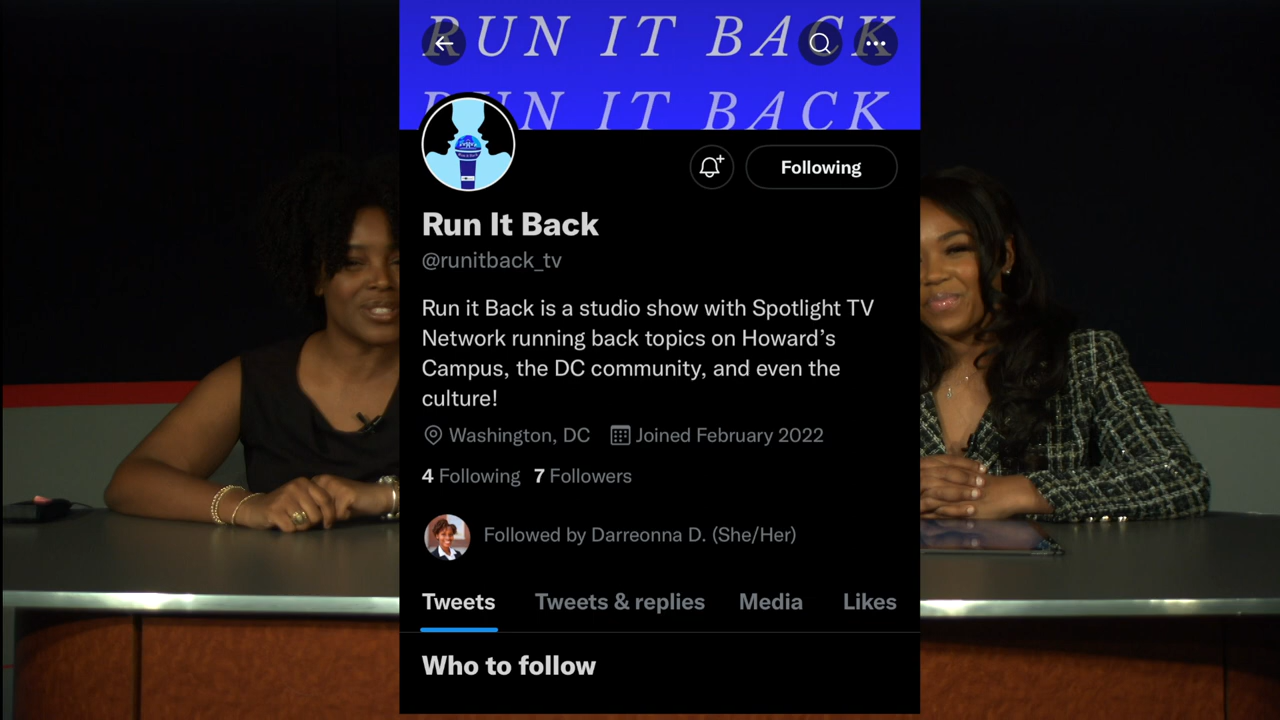 RUN IT BACK
RUN IT BACK
Following
Run It Back
@runitback_tv
Run it Back is a studio show with Spotlight TV
Network running back topics on Howard’s
Campus, the DC community, and even the
culture!
Washington, DC Joined February 2022
4 Following 7 Followers
Followed by Darreonna D. (She/Her)
Tweets Tweets & replies Media Likes
Who to follow